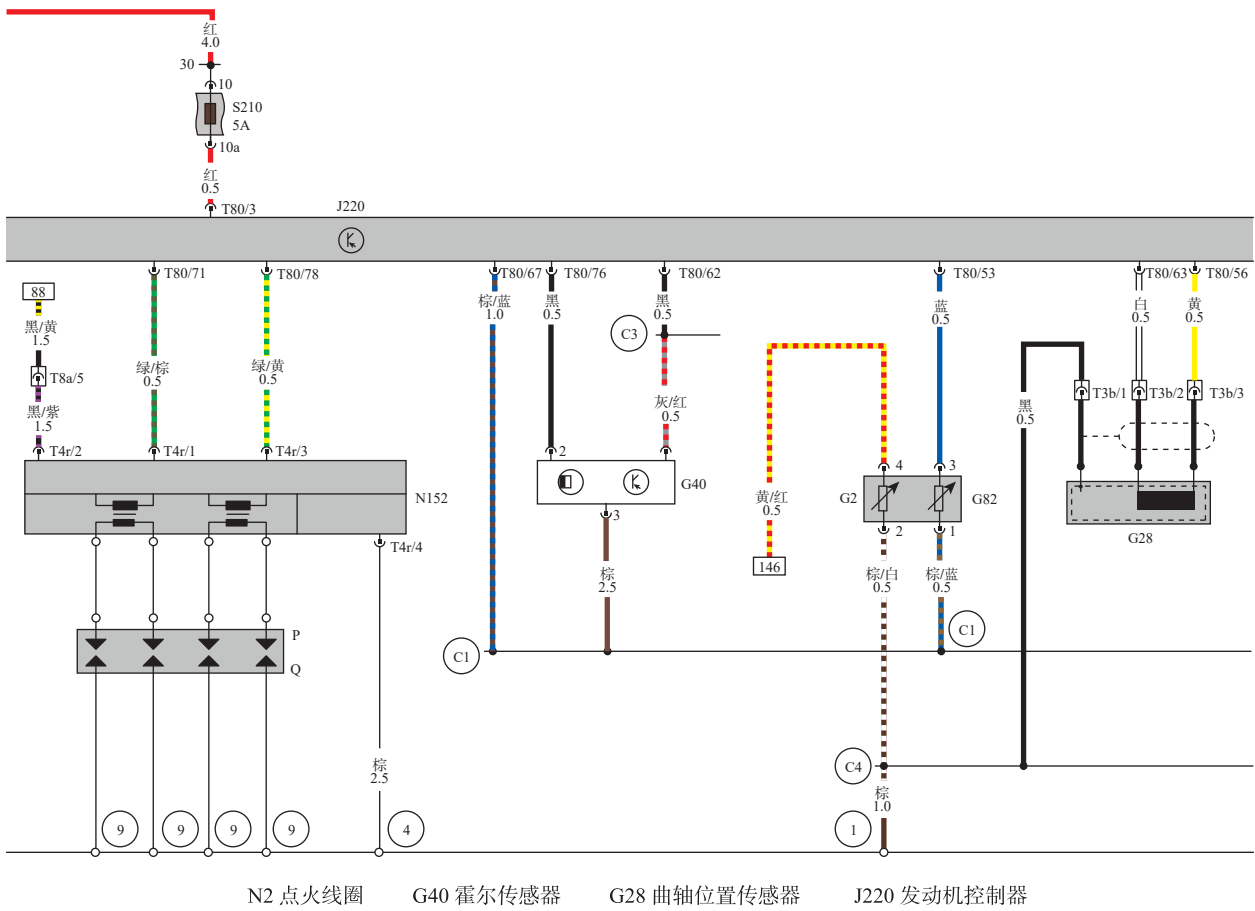 红
4.0
30
10
S210
5A
10a
红
0.5
T80/3
J220
T80/71
T80/78
T80/67
T80/76
T80/62
T80/53
T80/63
T80/56
88
黑/黄
1.5
T8a/5
黑/紫
1.5
绿/棕
0.5
绿/黄
0.5
棕/蓝
1.0
黑
0.5
黑
0.5
C3
灰/红
0.5
蓝
0.5
白
0.5
黄
0.5
黑
0.5
T3b/1
T3b/2
T3b/3
T4r/2
T4r/1
T4r/3
2
1
4
3
N152
G40
黄/红
0.5
G2
G82
G28
T4r/4
3
2
1
146
棕
2.5
棕/白
0.5
棕/蓝
0.5
P
Q
C1
C1
棕
2.5
C4
棕
1.0
9
9
9
9
4
1
N2 点火线圈 G40 霍尔传感器 G28 曲轴位置传感器 J220 发动机控制器